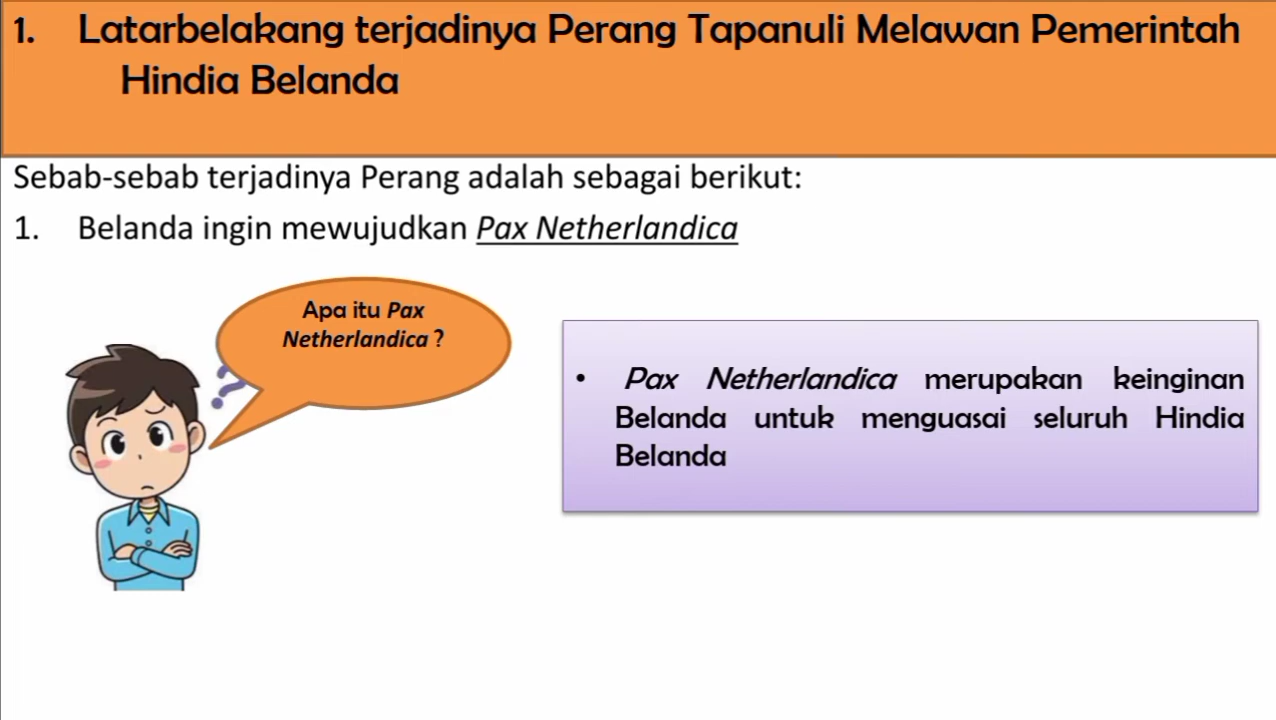 1. Latarbelakang terjadinya Perang Tapanuli Melawan Pemerintah
Hindia Belanda
Sebab-sebab terjadinya Perang adalah sebagai berikut:
1. Belanda ingin mewujudkan Pax Netherlandica
Apa itu Pax
Netherlandica ?
• Pax Netherlandica merupakan keinginan
Belanda untuk menguasai seluruh Hindia
Belanda